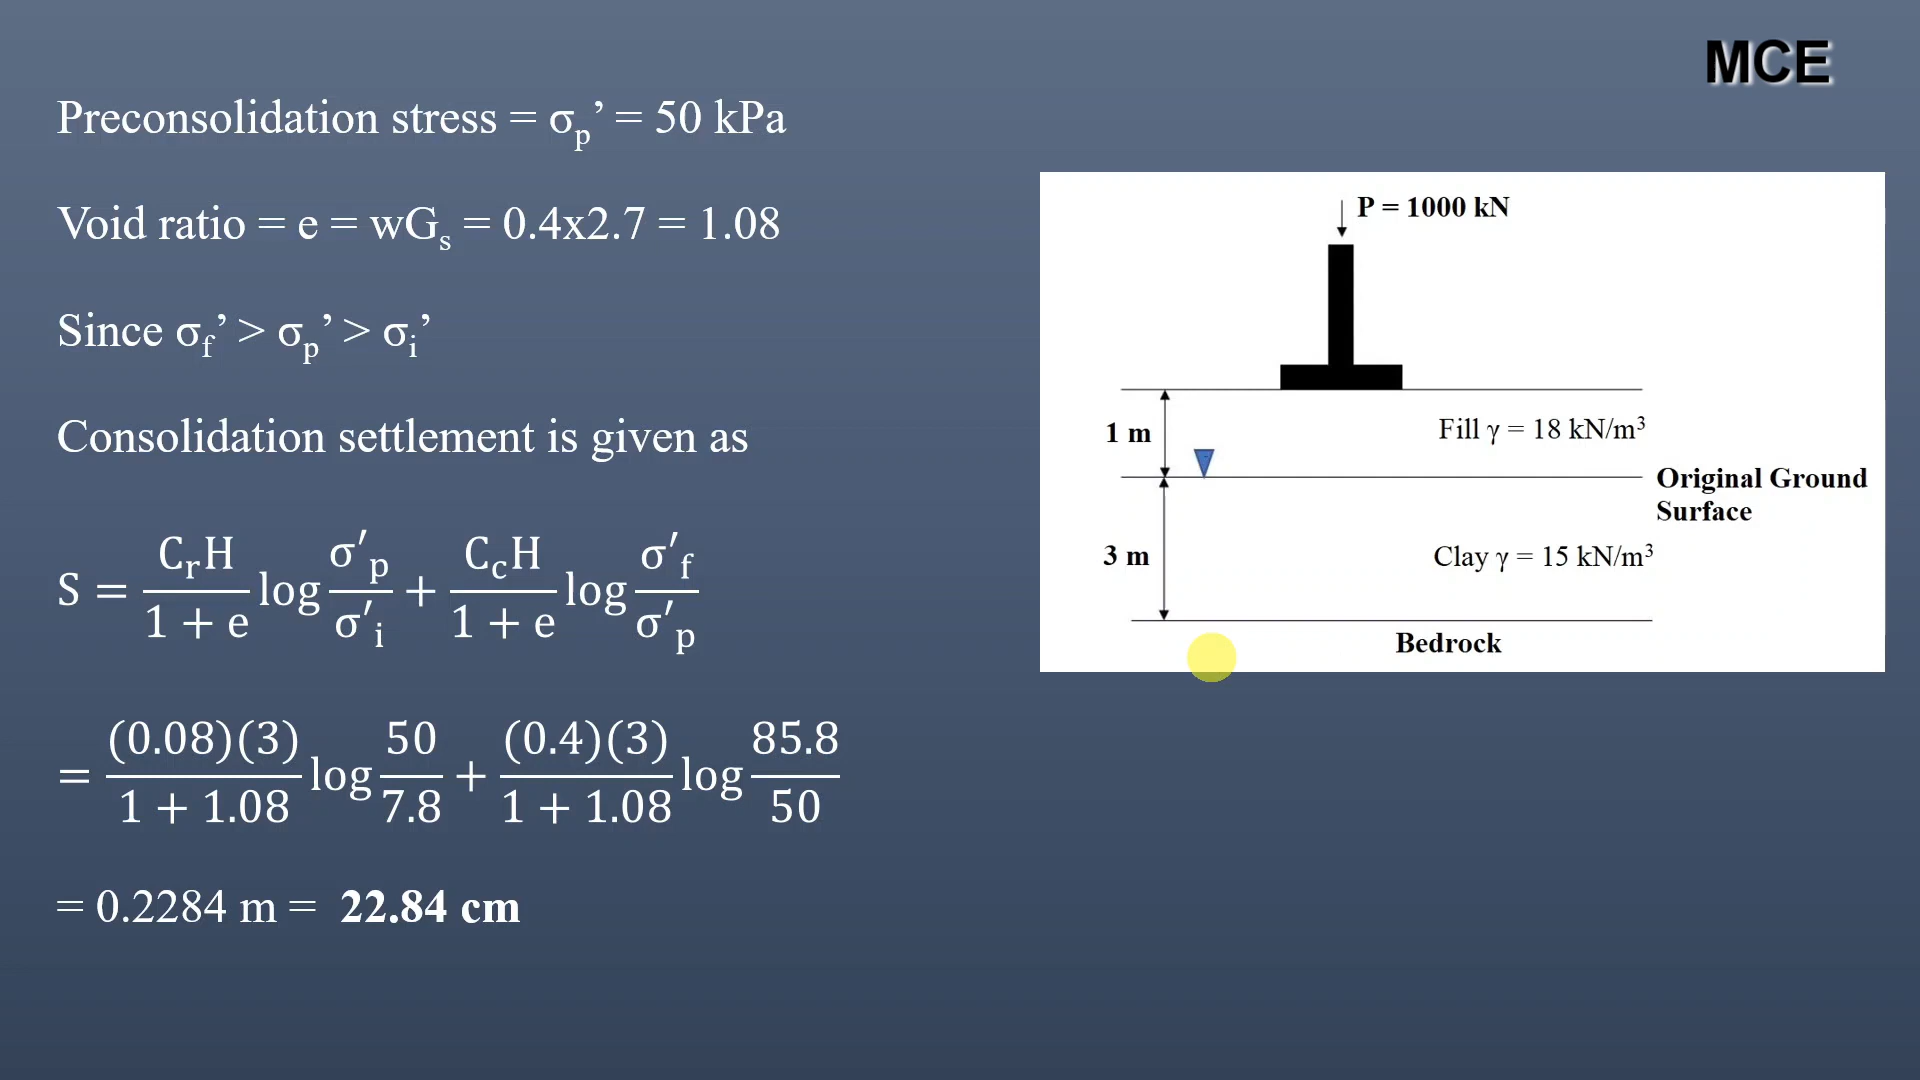 MCE
Preconsolidation stress = σp’ = 50 kPa
Void ratio = e = wGs = 0.4x2.7 = 1.08
Since σf’ > σp’ > σi’
Consolidation settlement is given as
S = CrH/(1 + e) log σ′p/σ′i + CcH/(1 + e) log σ′f/σ′p
= (0.08)(3)/(1 + 1.08) log 50/7.8 + (0.4)(3)/(1 + 1.08) log 85.8/50
= 0.2284 m = 22.84 cm
P = 1000 kN
1 m
Fill γ = 18 kN/m³
Original Ground
Surface
3 m
Clay γ = 15 kN/m³
Bedrock